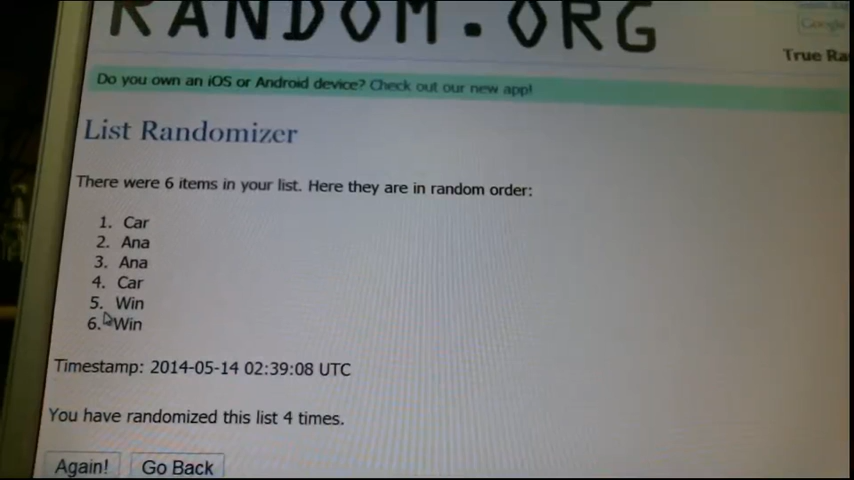 RANDOM.ORG
Google
True Ra
Do you own an iOS or Android device? Check out our new app!
List Randomizer
There were 6 items in your list. Here they are in random order:
1. Car
2. Ana
3. Ana
4. Car
5. Win
6. Win
Timestamp: 2014-05-14 02:39:08 UTC
You have randomized this list 4 times.
Again! Go Back